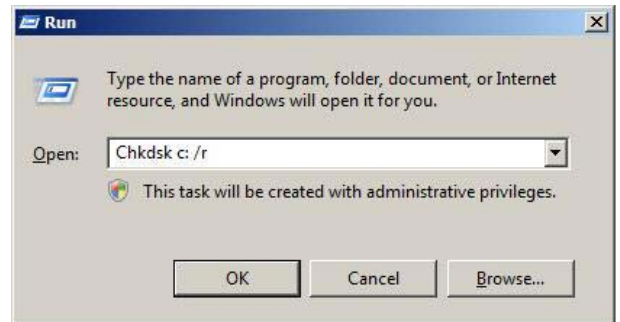 Run
Type the name of a program, folder, document, or Internet
resource, and Windows will open it for you.
Open: Chkdsk c: /r
This task will be created with administrative privileges.
OK Cancel Browse...